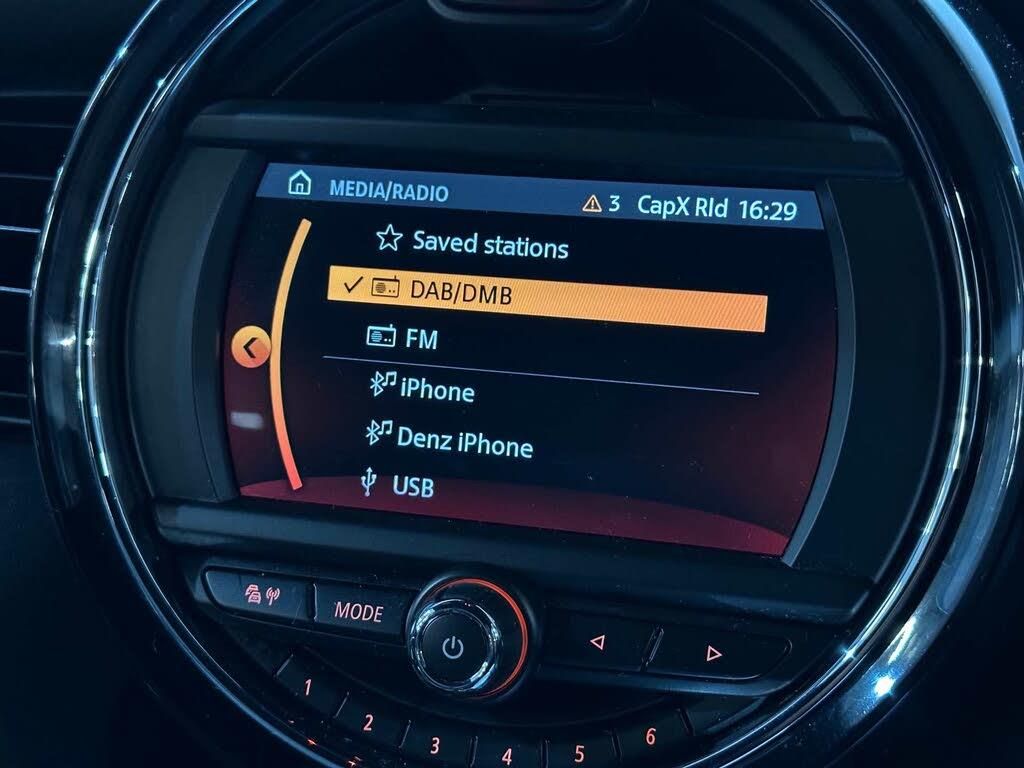 MEDIA/RADIO 3 CapX Rld 16:29
Saved stations
DAB/DMB
FM
iPhone
Denz iPhone
USB
MODE
1 2 3 4 5 6